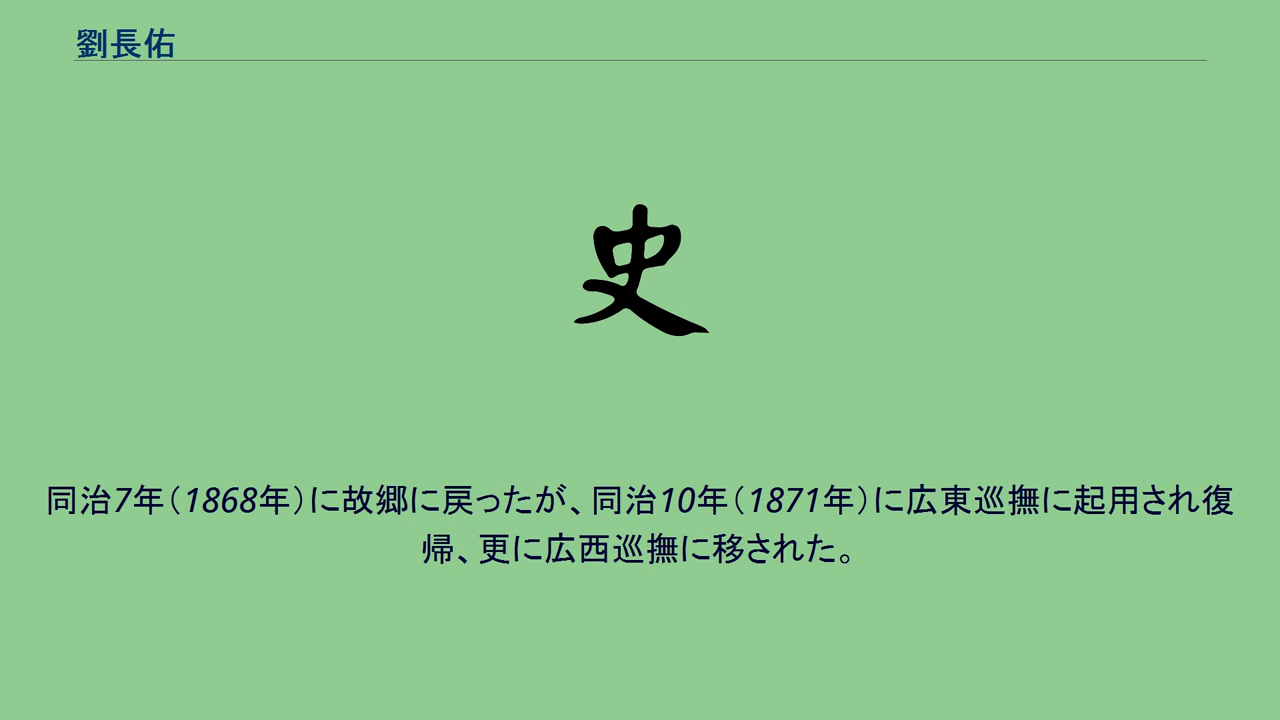 劉長佑
史
同治7年（1868年）に故郷に戻ったが、同治10年（1871年）に広東巡撫に起用され復
帰、更に広西巡撫に移された。